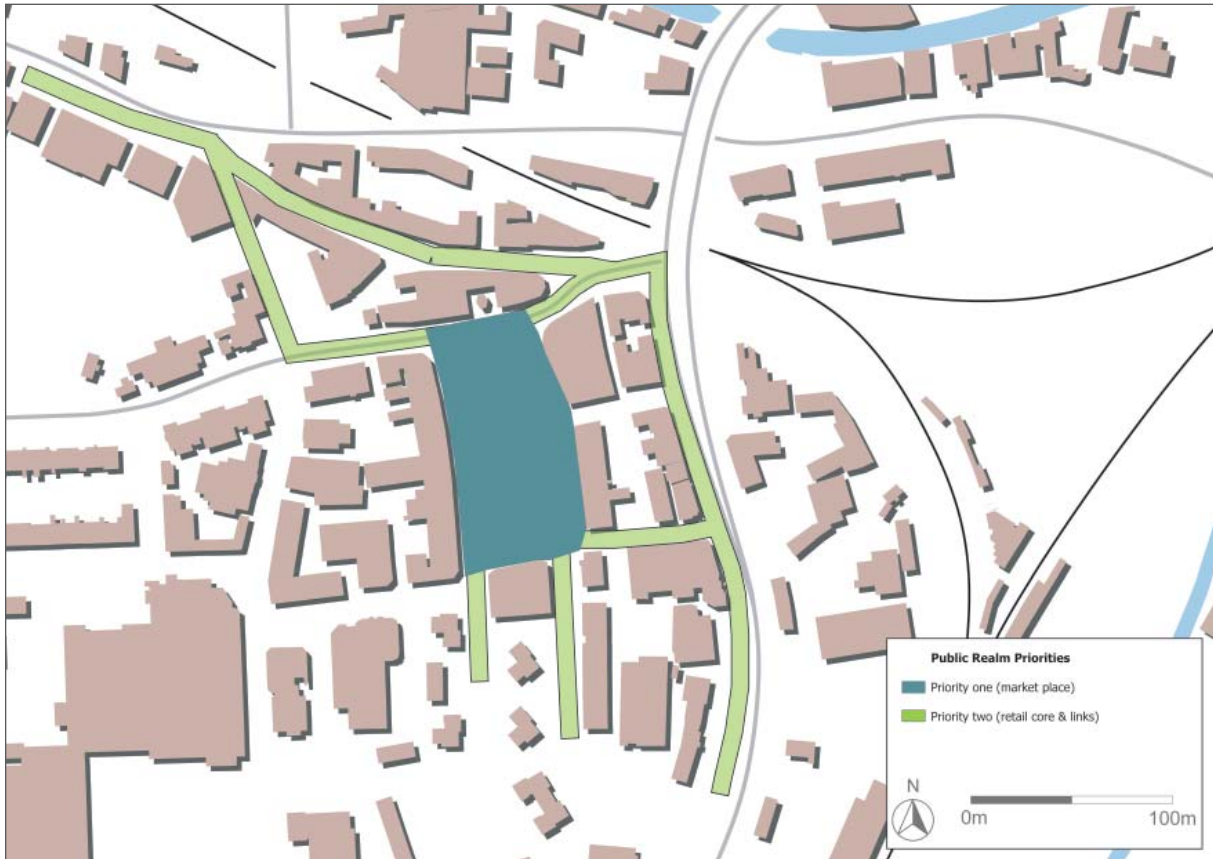 Public Realm Priorities
Priority one (market place)
Priority two (retail core & links)
N
0m
100m